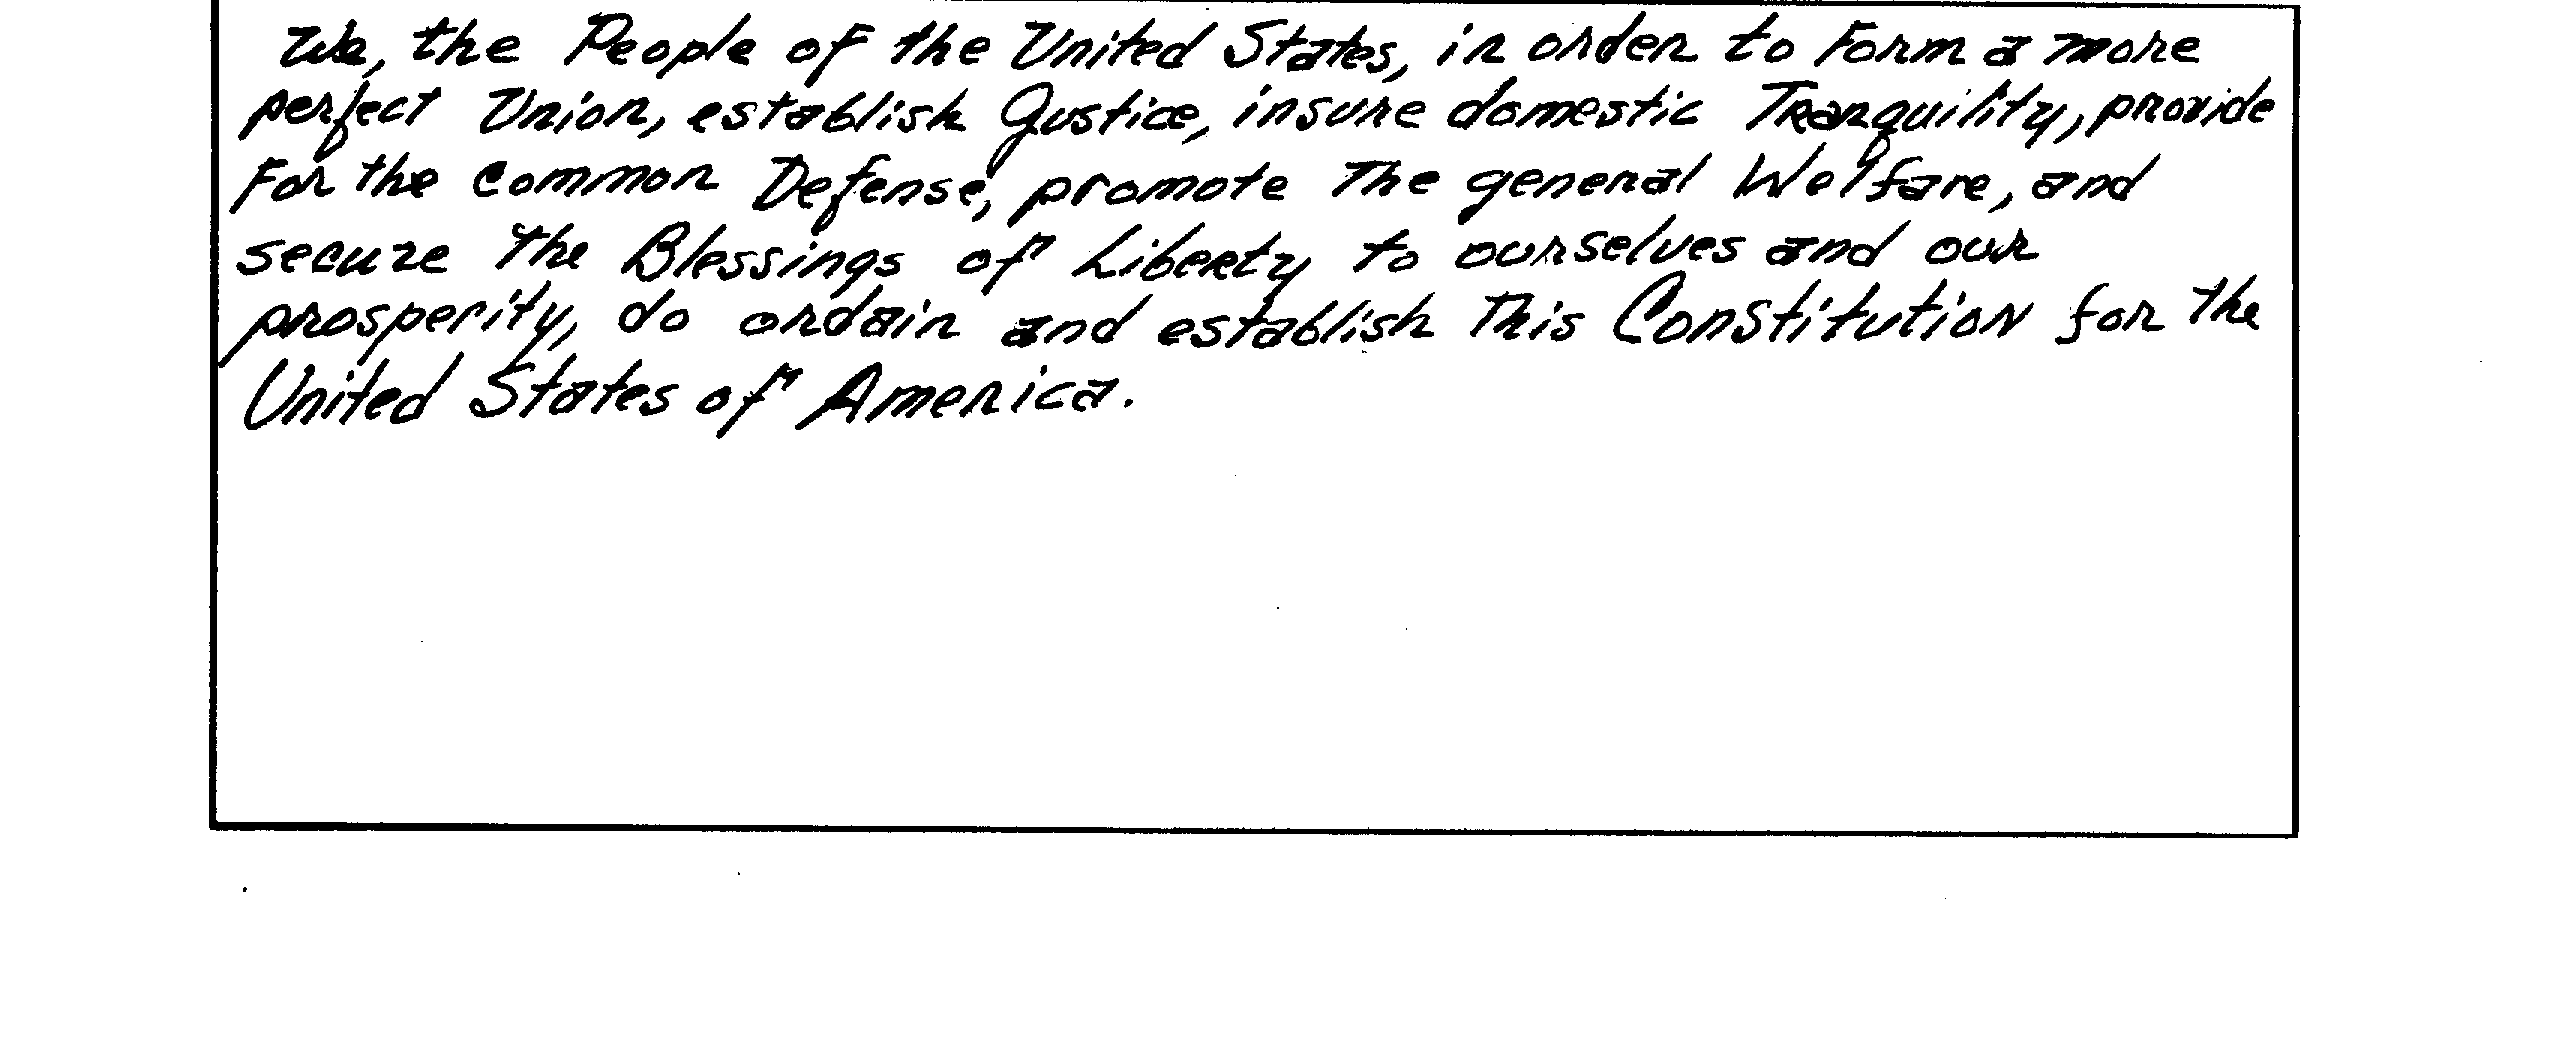 We, the People of the United States, in order to Form a more
perfect Union, establish Justice, insure domestic Tranquility, provide
For the common Defense, promote The general Welfare, and
secure The Blessings of Liberty to ourselves and our
prosperity, do ordain and establish This Constitution for the
United States of America.